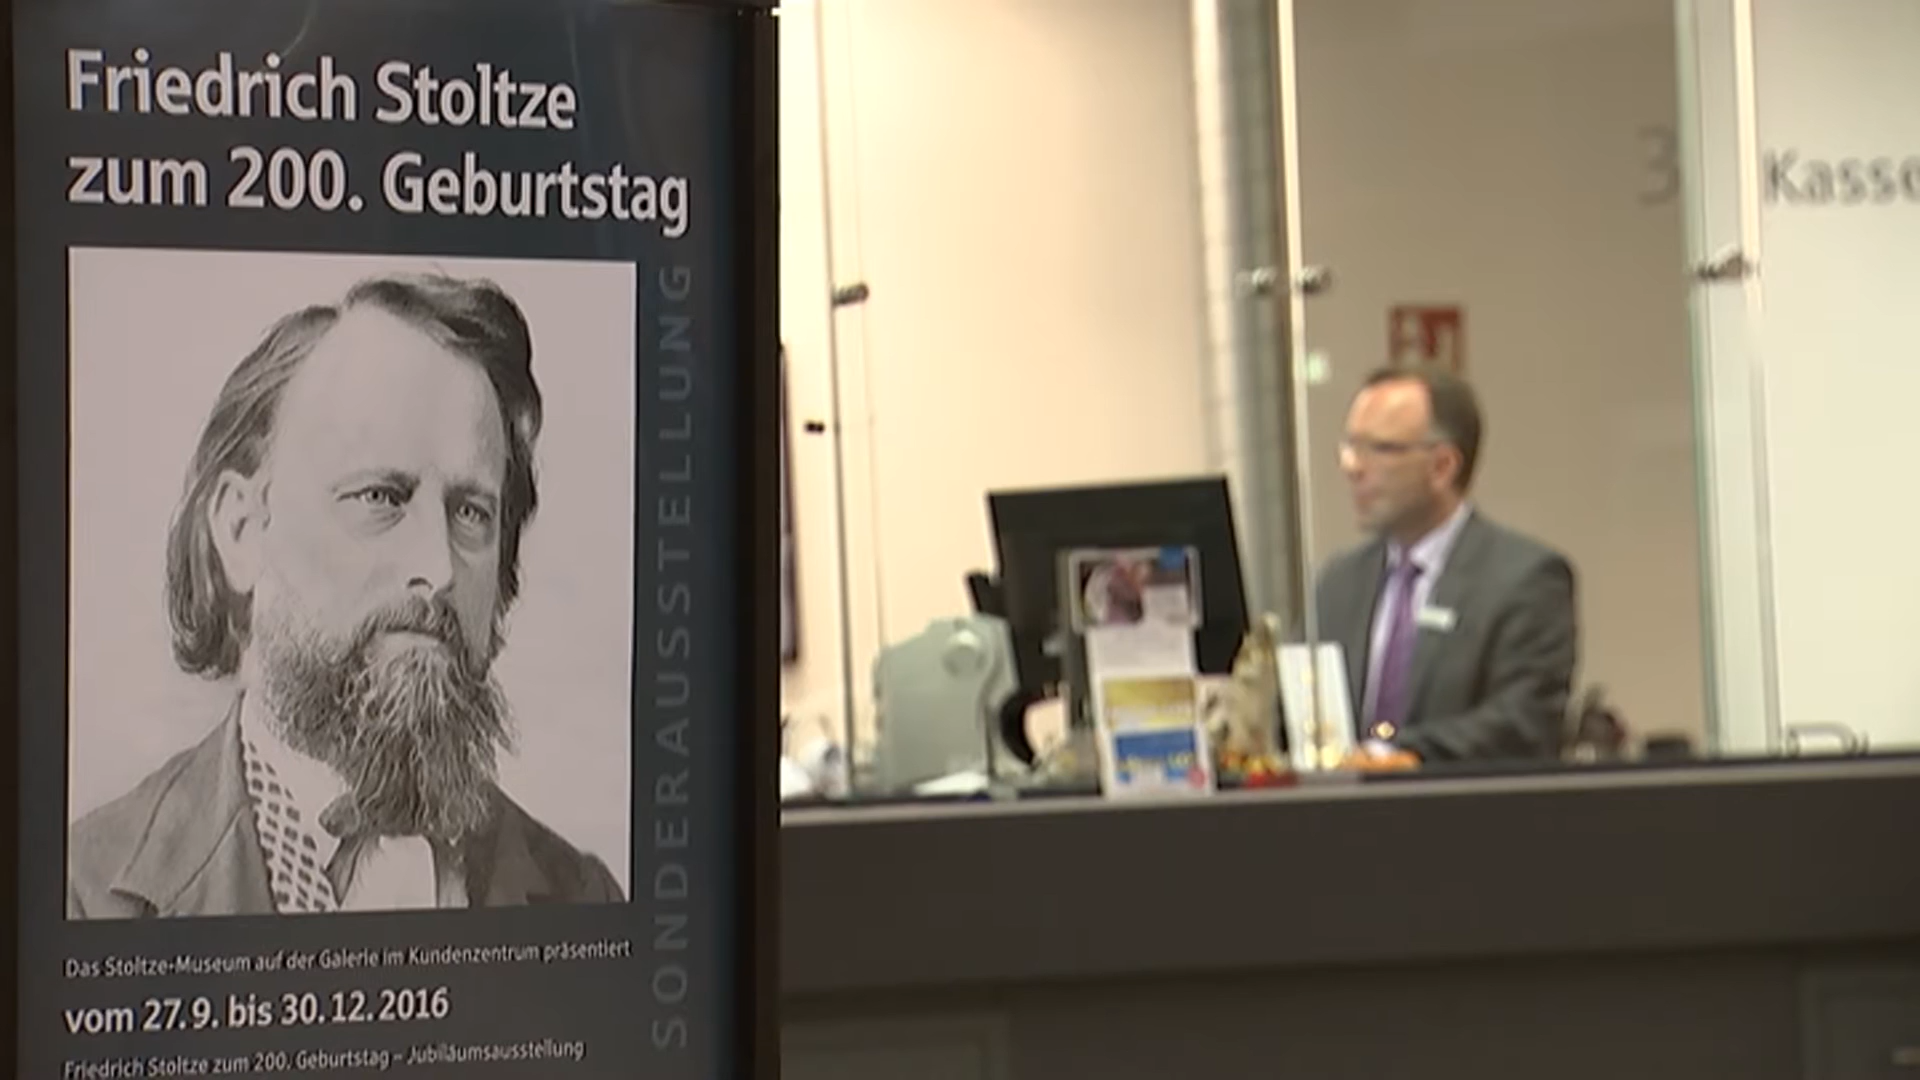 Friedrich Stoltze
zum 200. Geburtstag
SONDERAUSSTELLUNG
Das Stoltze-Museum auf der Galerie im Kundenzentrum präsentiert
vom 27.9. bis 30.12.2016
Friedrich Stoltze zum 200. Geburtstag – Jubiläumsausstellung
3
Kasse